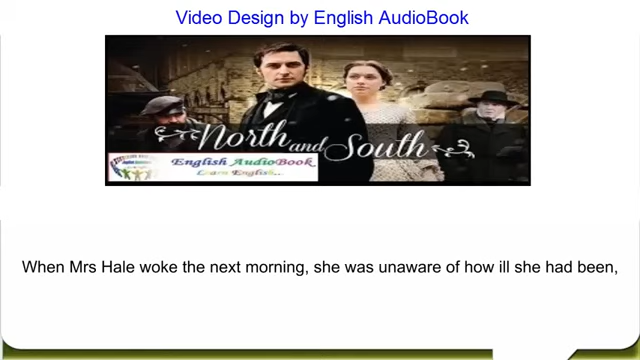 Video Design by English AudioBook
North and South
English AudioBook
Learn English...
When Mrs Hale woke the next morning, she was unaware of how ill she had been,